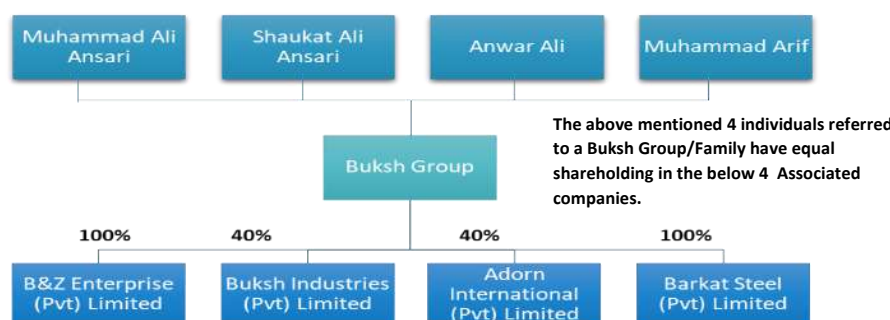 Muhammad Ali
Ansari
Shaukat Ali
Ansari
Anwar Ali
Muhammad Arif
The above mentioned 4 individuals referred
to a Buksh Group/Family have equal
shareholding in the below 4 Associated
companies.
Buksh Group
100%
40%
40%
100%
B&Z Enterprise
(Pvt) Limited
Buksh Industries
(Pvt) Limited
Adorn
International
(Pvt) Limited
Barkat Steel
(Pvt) Limited